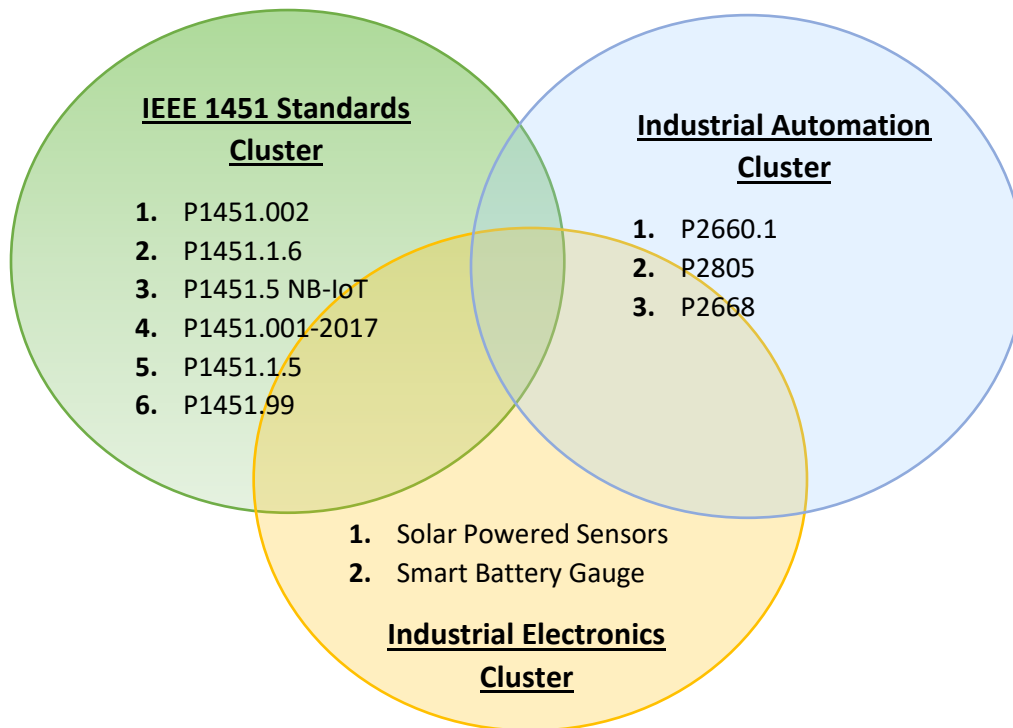 IEEE 1451 Standards
Cluster
1. P1451.002
2. P1451.1.6
3. P1451.5 NB-IoT
4. P1451.001-2017
5. P1451.1.5
6. P1451.99
Industrial Automation
Cluster
1. P2660.1
2. P2805
3. P2668
1. Solar Powered Sensors
2. Smart Battery Gauge
Industrial Electronics
Cluster